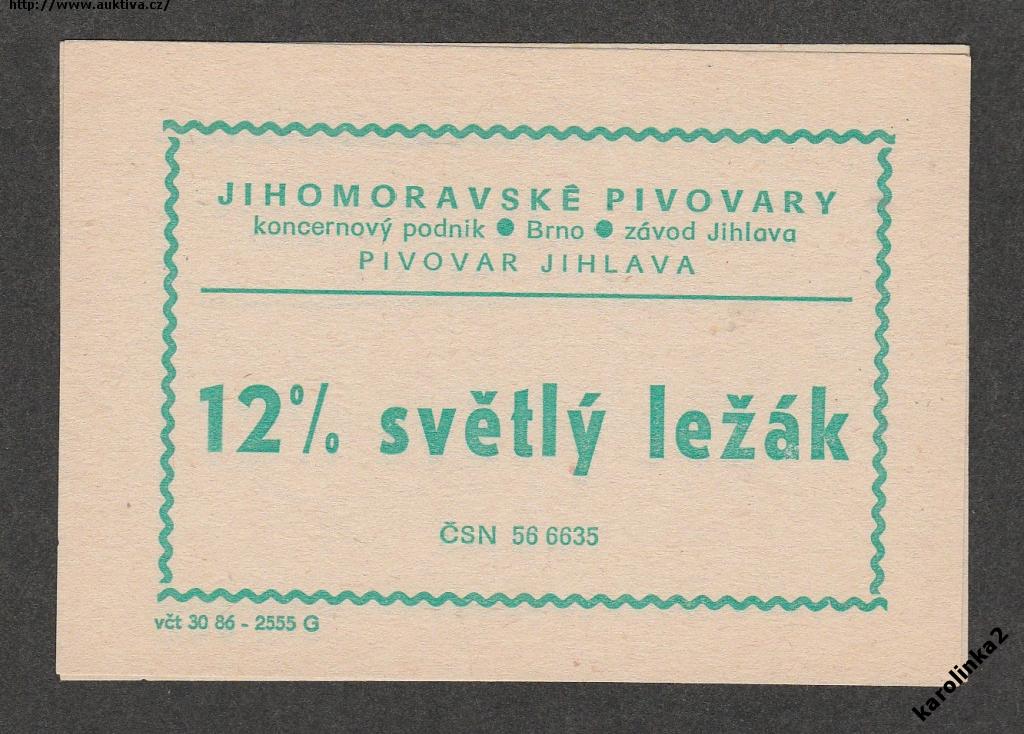 http://www.auktiva.cz/
JIHOMORAVSKÉ PIVOVARY
koncernový podnik ● Brno ● závod Jihlava
PIVOVAR JIHLAVA
12% světlý ležák
ČSN 56 6635
včt 30 86 - 2555 G
karolinka2